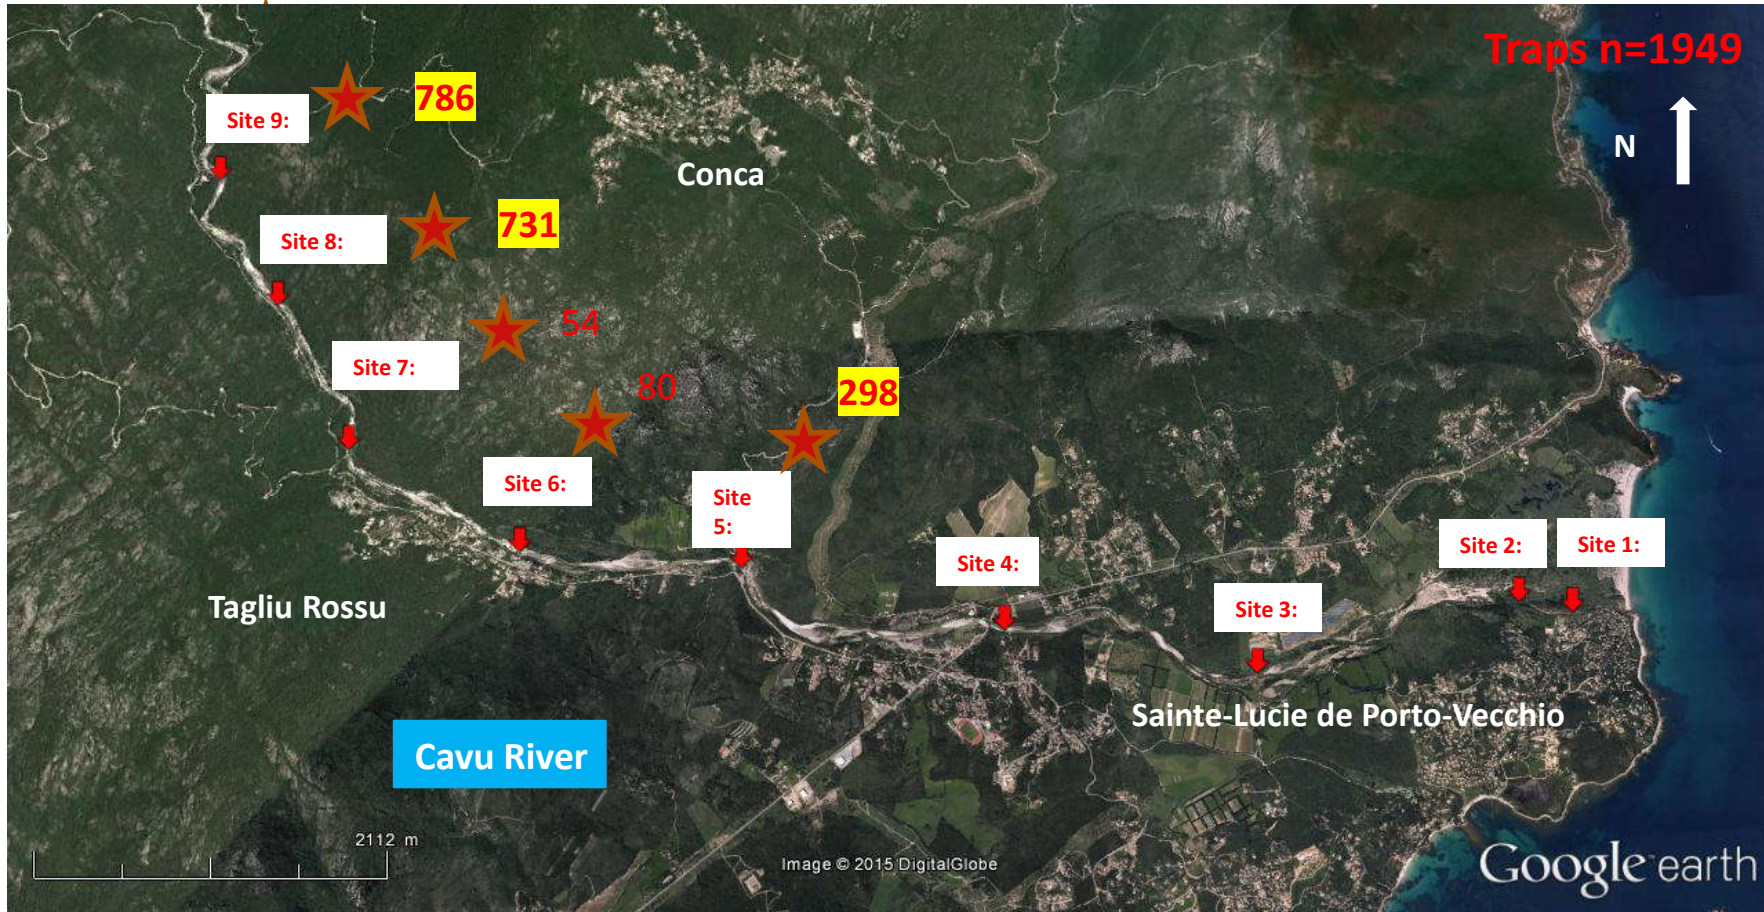 Traps n=1949
786
Site 9:
N
Conca
731
Site 8:
54
Site 7:
80
298
Site 6:
Site
5:
Site 4:
Site 2:
Site 1:
Tagliu Rossu
Site 3:
Sainte-Lucie de Porto-Vecchio
Cavu River
2112 m
Image © 2015 DigitalGlobe
Google earth